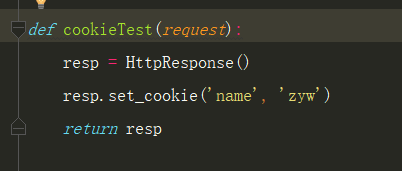 def cookieTest(request):
resp = HttpResponse()
resp.set_cookie('name', 'zyw')
return resp